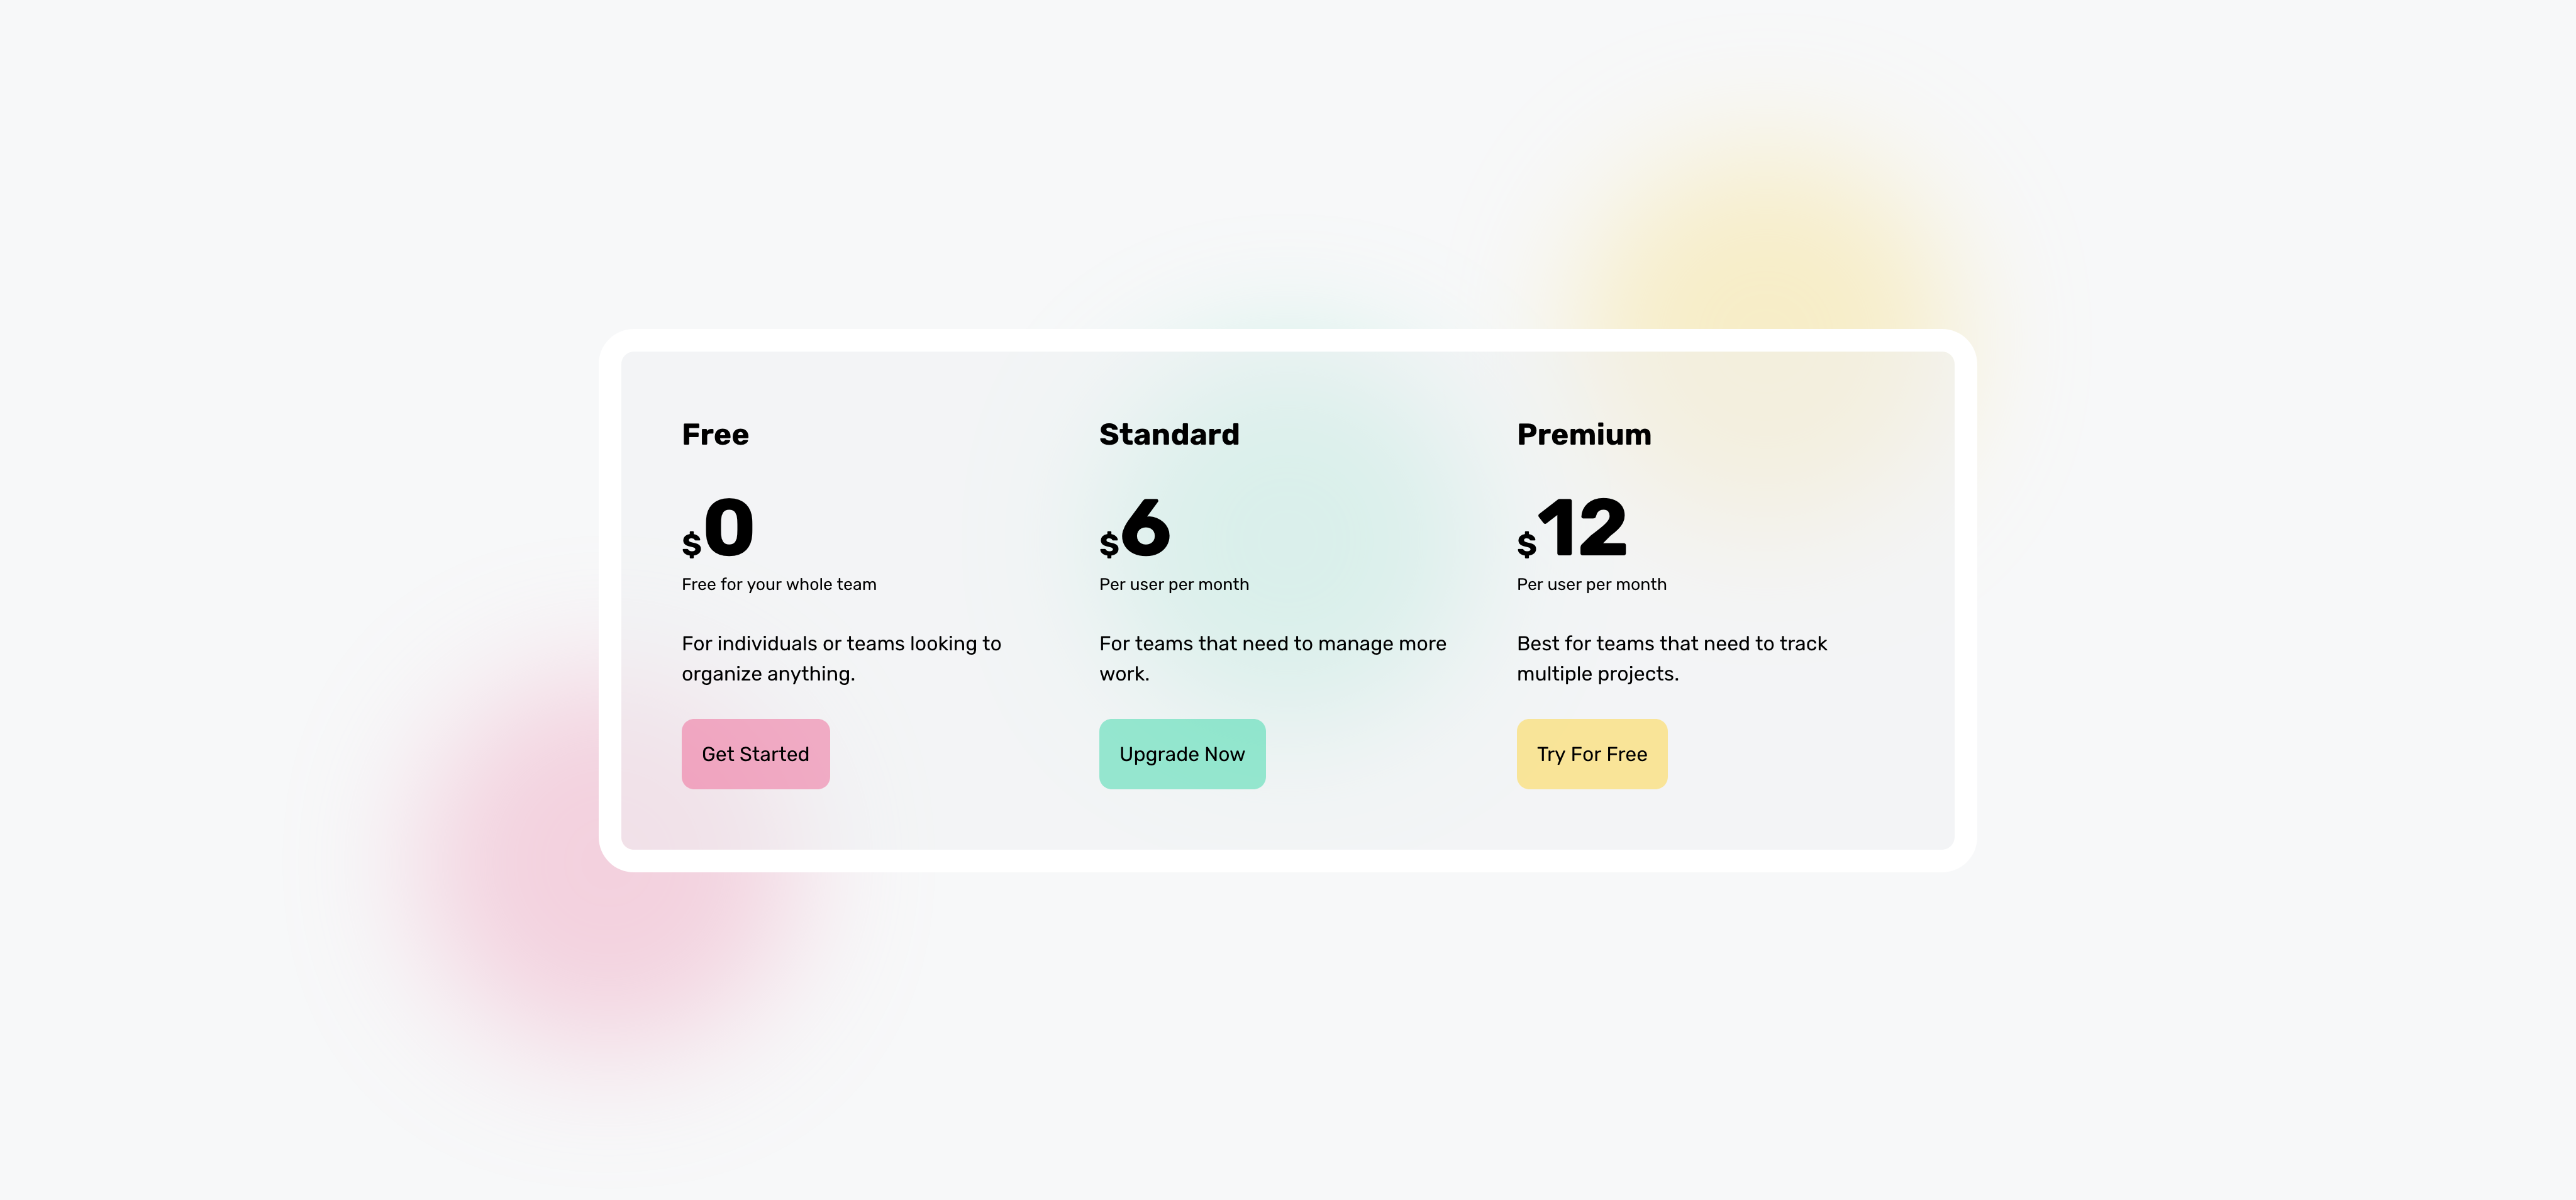 Free
$0
Free for your whole team
For individuals or teams looking to
organize anything.
Get Started
Standard
$6
Per user per month
For teams that need to manage more
work.
Upgrade Now
Premium
$12
Per user per month
Best for teams that need to track
multiple projects.
Try For Free